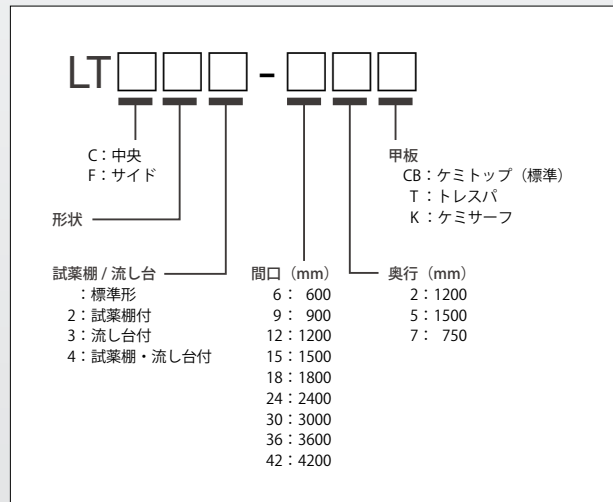 LT□□□-□□□
C：中央
F：サイド
甲板
CB：ケミトップ（標準）
T：トレスパ
K：ケミサーフ
形状
試薬棚 / 流し台
：標準形
2：試薬棚付
3：流し台付
4：試薬棚・流し台付
間口（mm）
6： 600
9： 900
12：1200
15：1500
18：1800
24：2400
30：3000
36：3600
42：4200
奥行（mm）
2：1200
5：1500
7： 750